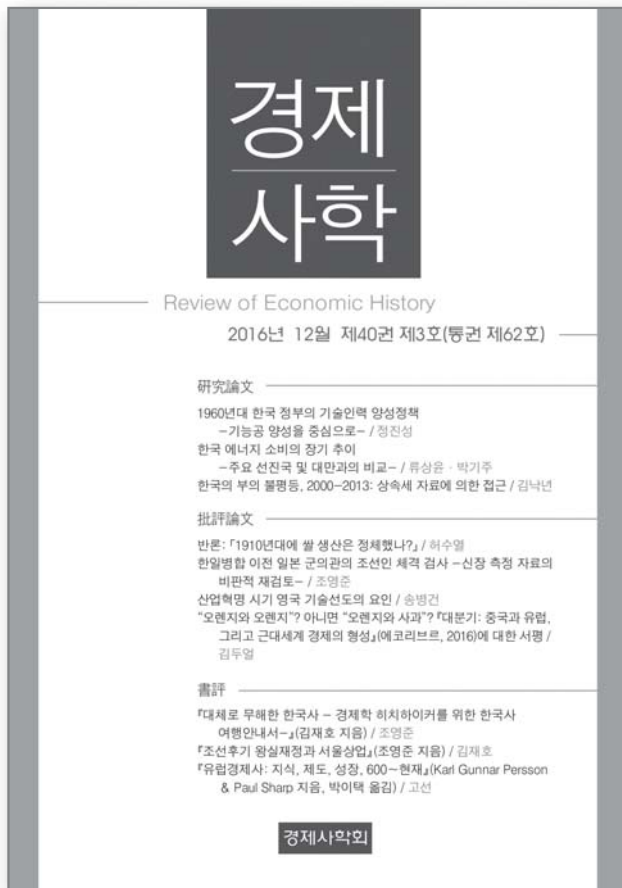 경제
사학
Review of Economic History
2016년 12월 제40권 제3호(통권 제62호)
研究論文
1960년대 한국 정부의 기술인력 양성정책
-기능공 양성을 중심으로- / 정진성
한국 에너지 소비의 장기 추이
-주요 선진국 및 대만과의 비교- / 류상윤 · 박기주
한국의 부의 불평등, 2000-2013: 상속세 자료에 의한 접근 / 김낙년
批評論文
반론: 「1910년대에 쌀 생산은 정체했나?」 / 허수열
한일병합 이전 일본 군의관의 조선인 체격 검사 -신장 측정 자료의
비판적 재검토- / 조영준
산업혁명 시기 영국 기술선도의 요인 / 송병건
“오렌지와 오렌지”? 아니면 “오렌지와 사과”? 『대분기: 중국과 유럽,
그리고 근대세계 경제의 형성』(에코리브르, 2016)에 대한 서평 /
김두얼
書評
『대체로 무해한 한국사 - 경제학 히치하이커를 위한 한국사
여행안내서-』(김재호 지음) / 조영준
『조선후기 왕실재정과 서울상업』(조영준 지음) / 김재호
『유럽경제사: 지식, 제도, 성장, 600~현재』(Karl Gunnar Persson
& Paul Sharp 지음, 박이택 옮김) / 고선
경제사학회